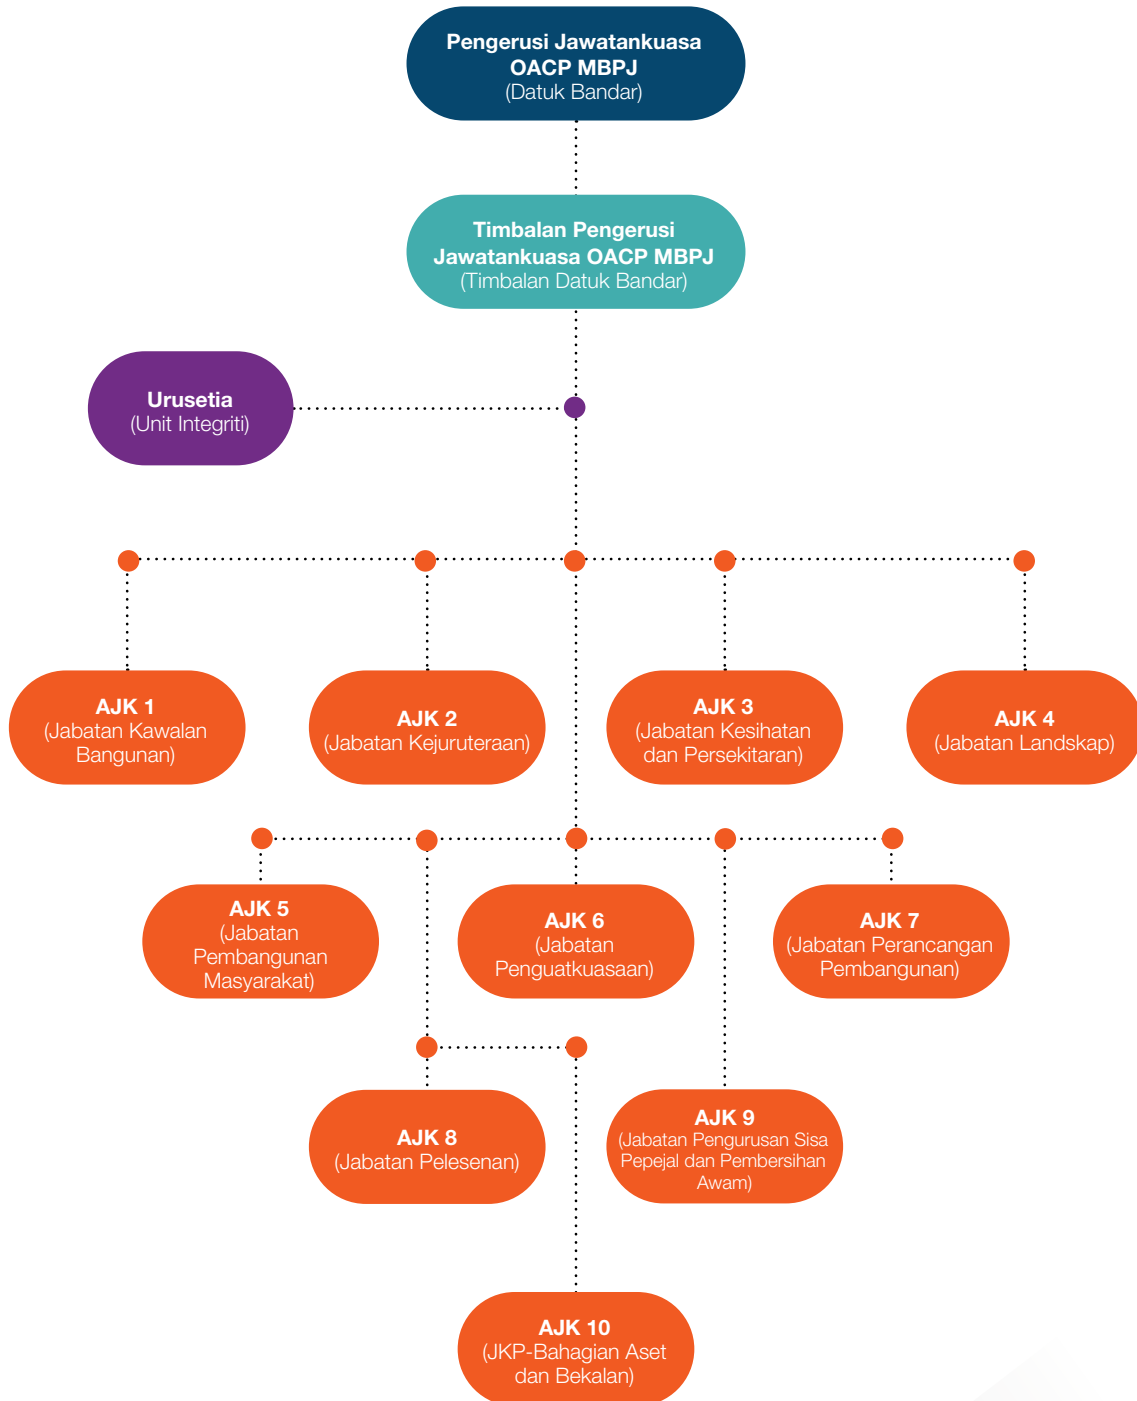 Pengerusi Jawatankuasa
OACP MBPJ
(Datuk Bandar)
Timbalan Pengerusi
Jawatankuasa OACP MBPJ
(Timbalan Datuk Bandar)
Urusetia
(Unit Integriti)
AJK 1
(Jabatan Kawalan
Bangunan)
AJK 2
(Jabatan Kejuruteraan)
AJK 3
(Jabatan Kesihatan
dan Persekitaran)
AJK 4
(Jabatan Landskap)
AJK 5
(Jabatan
Pembangunan
Masyarakat)
AJK 6
(Jabatan
Penguatkuasaan)
AJK 7
(Jabatan Perancangan
Pembangunan)
AJK 8
(Jabatan Pelesenan)
AJK 9
(Jabatan Pengurusan Sisa
Pepejal dan Pembersihan
Awam)
AJK 10
(JKP-Bahagian Aset
dan Bekalan)